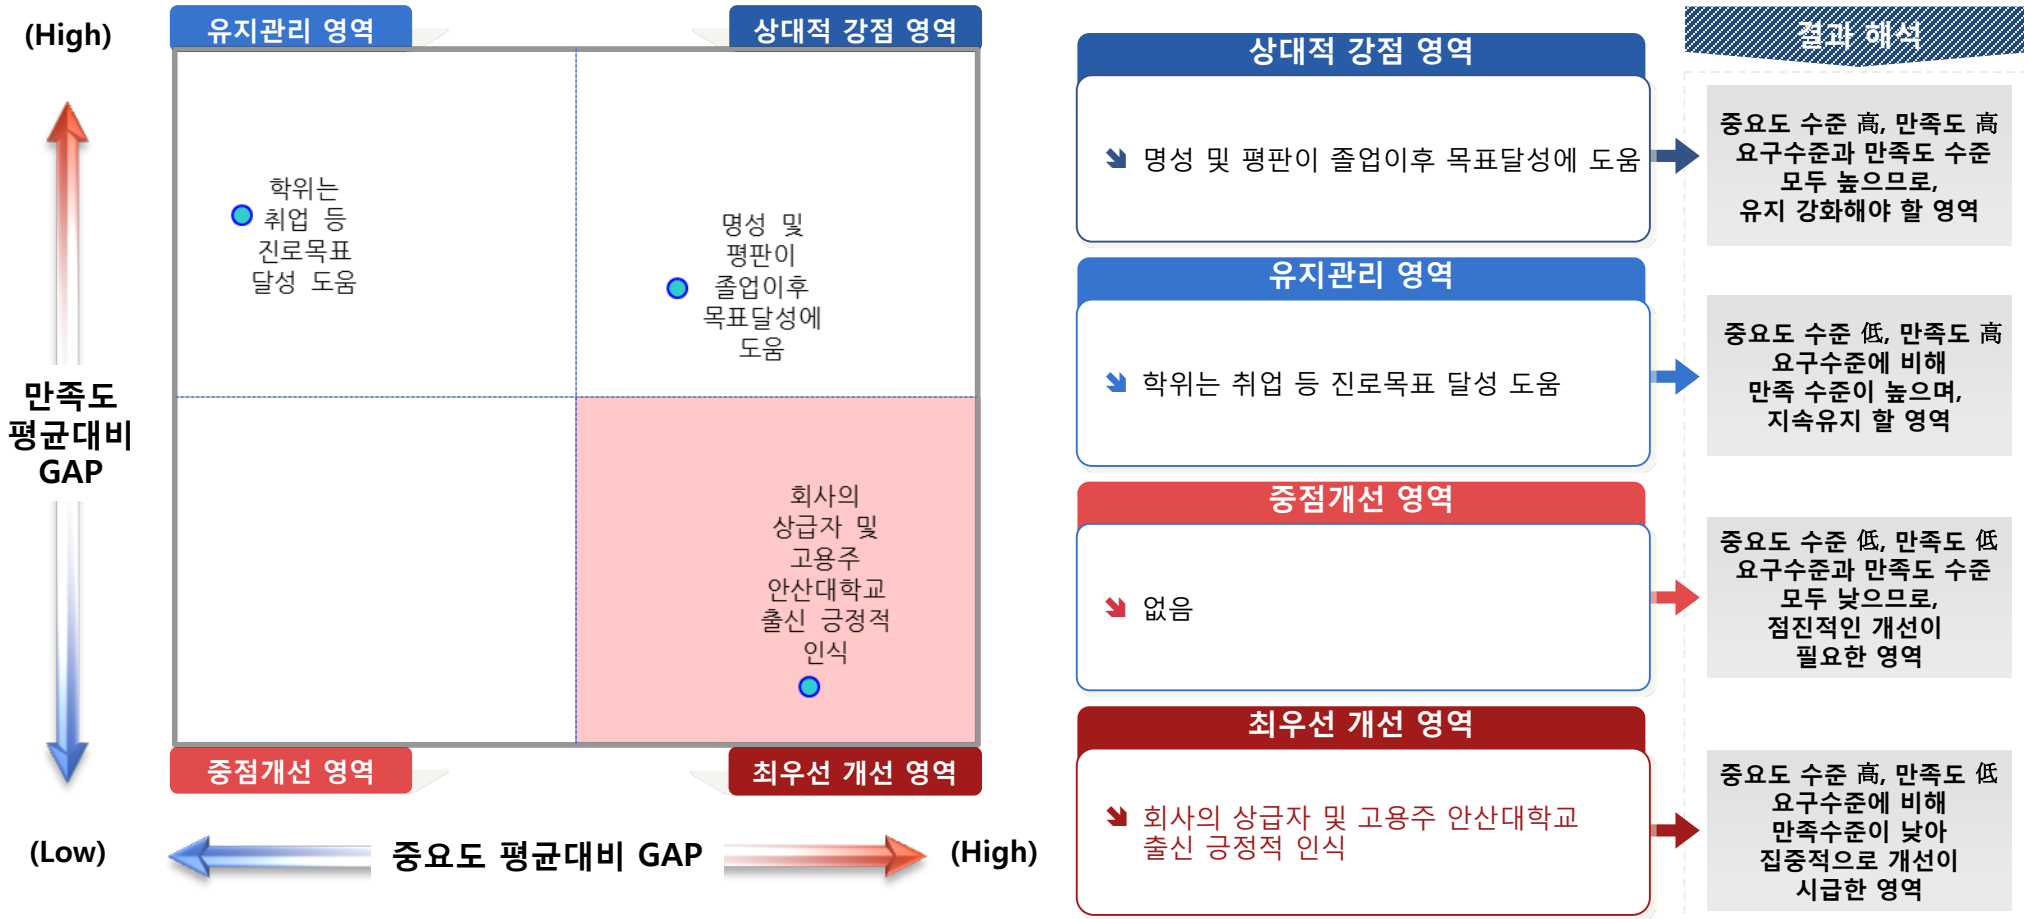 (High)
유지관리 영역
상대적 강점 영역
학위는
취업 등
진로목표
달성 도움
명성 및
평판이
졸업이후
목표달성에
도움
만족도
평균대비
GAP
회사의
상급자 및
고용주
안산대학교
출신 긍정적
인식
중점개선 영역
최우선 개선 영역
(Low)
중요도 평균대비 GAP
(High)
상대적 강점 영역
명성 및 평판이 졸업이후 목표달성에 도움
유지관리 영역
학위는 취업 등 진로목표 달성 도움
중점개선 영역
없음
최우선 개선 영역
회사의 상급자 및 고용주 안산대학교
출신 긍정적 인식
결과 해석
중요도 수준 高, 만족도 高
요구수준과 만족도 수준
모두 높으므로,
유지 강화해야 할 영역
중요도 수준 低, 만족도 高
요구수준에 비해
만족 수준이 높으며,
지속유지 할 영역
중요도 수준 低, 만족도 低
요구수준과 만족도 수준
모두 낮으므로,
점진적인 개선이
필요한 영역
중요도 수준 高, 만족도 低
요구수준에 비해
만족수준이 낮아
집중적으로 개선이
시급한 영역